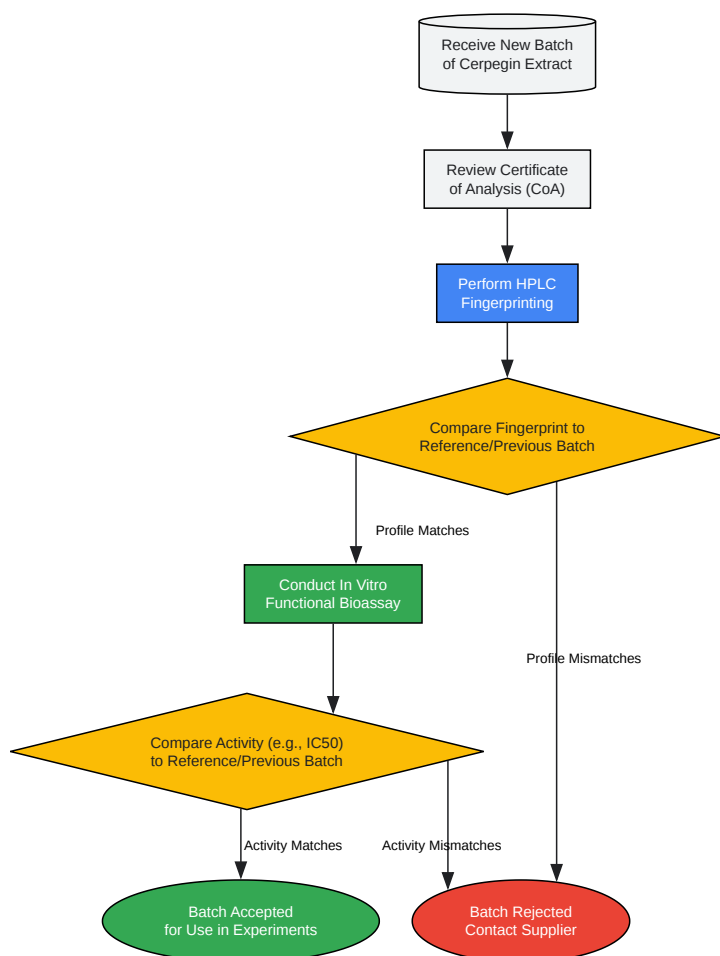 Receive New Batch
of Cerpegin Extract
Review Certificate
of Analysis (CoA)
Perform HPLC
Fingerprinting
Compare Fingerprint to
Reference/Previous Batch
Profile Matches
Conduct In Vitro
Functional Bioassay
Profile Mismatches
Compare Activity (e.g., IC50)
to Reference/Previous Batch
Activity Matches
Activity Mismatches
Batch Accepted
for Use in Experiments
Batch Rejected
Contact Supplier